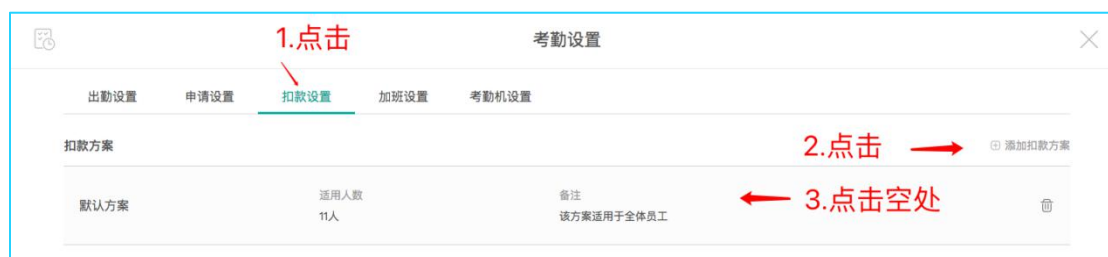 1.点击
考勤设置
出勤设置 申请设置 扣款设置 加班设置 考勤机设置
扣款方案 2.点击 添加扣款方案
默认方案 适用人数 备注 3.点击空处
11人 该方案适用于全体员工